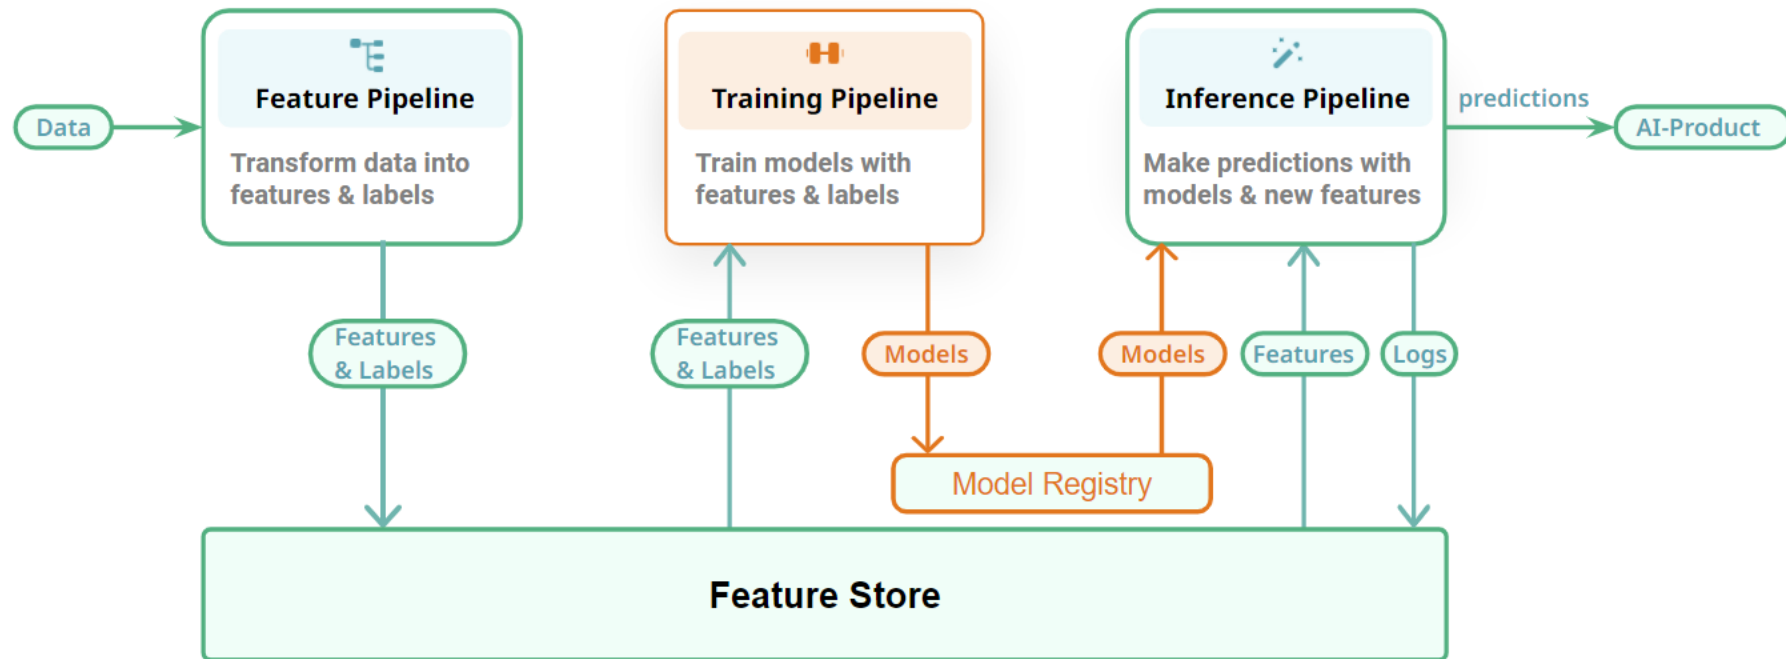 Feature Pipeline
Training Pipeline
Inference Pipeline
predictions
Data
AI-Product
Transform data into
features & labels
Train models with
features & labels
Make predictions with
models & new features
Features
& Labels
Features
& Labels
Models
Models
Features
Logs
Model Registry
Feature Store